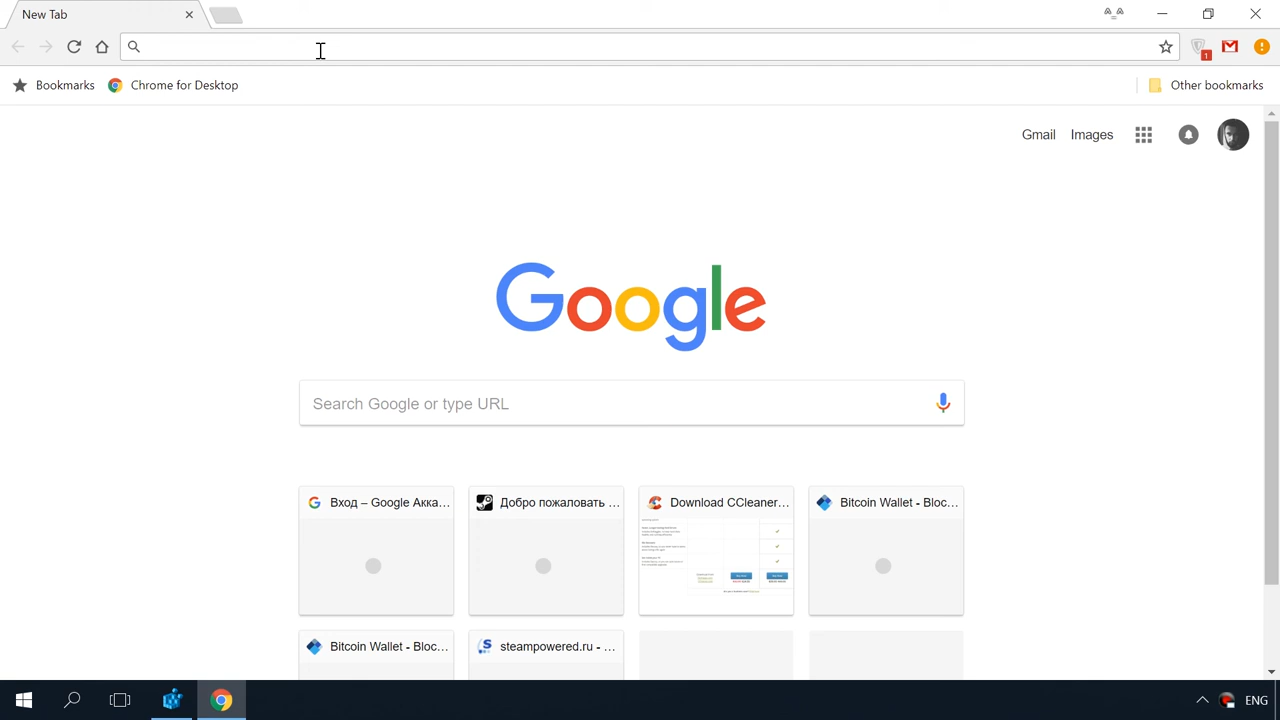 New Tab
1
Bookmarks
Chrome for Desktop
Other bookmarks
Gmail
Images
Google
Search Google or type URL
Вход – Google Акка...
Добро пожаловать ...
Download CCleaner...
Bitcoin Wallet - Bloc...
Bitcoin Wallet - Bloc...
steampowered.ru - ...
ENG